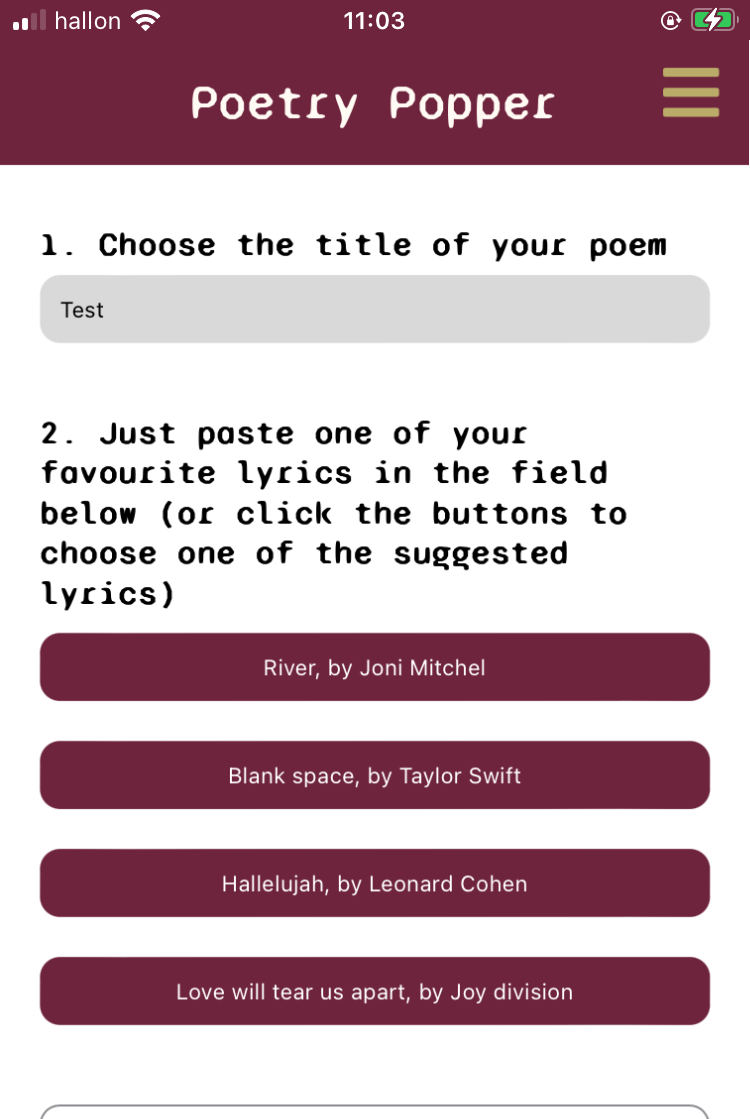 hallon
11:03
Poetry Popper
1. Choose the title of your poem
Test
2. Just paste one of your
favourite lyrics in the field
below (or click the buttons to
choose one of the suggested
lyrics)
River, by Joni Mitchel
Blank space, by Taylor Swift
Hallelujah, by Leonard Cohen
Love will tear us apart, by Joy division